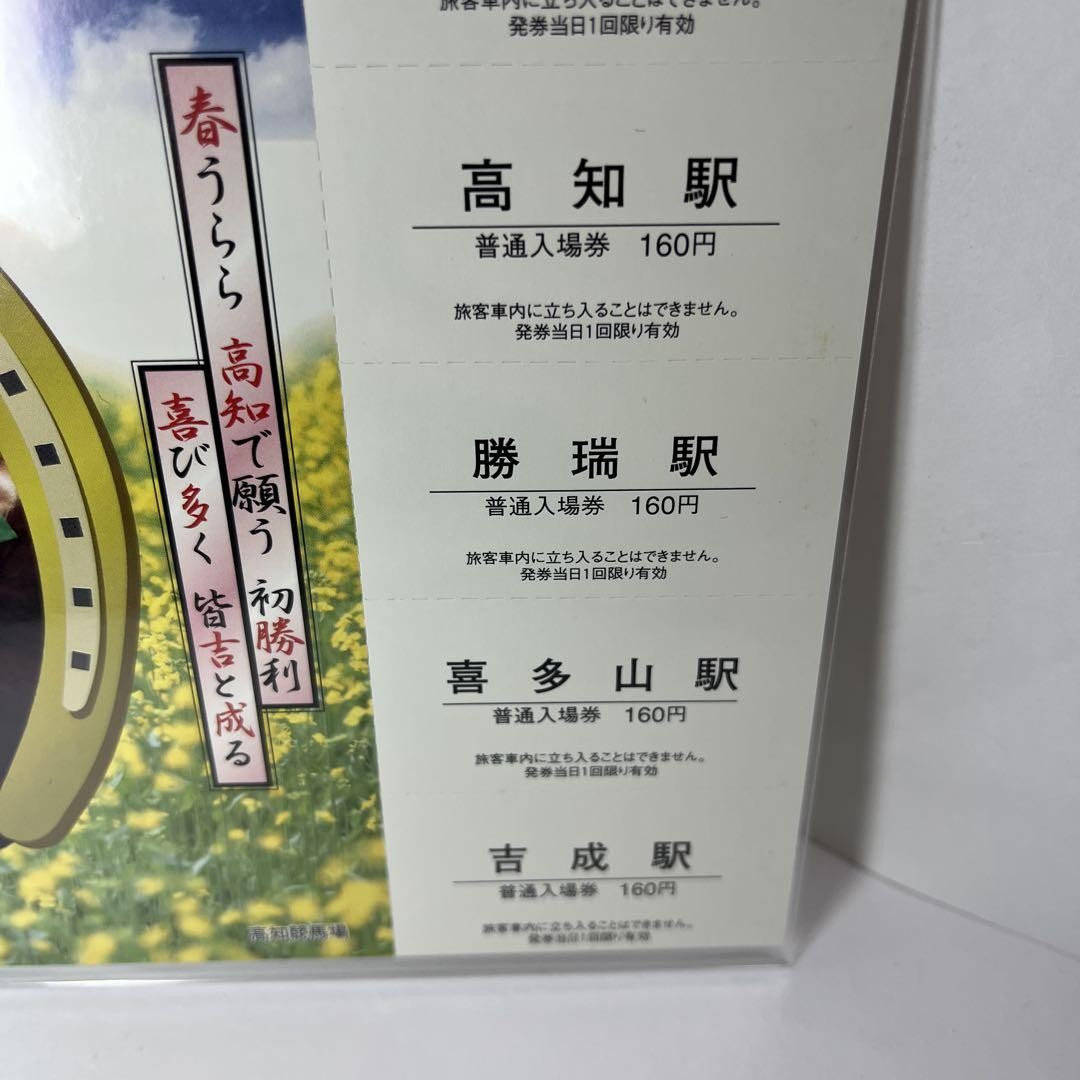 春うらら 高知で願う 初勝利
喜び多く 皆吉と成る
高知競馬場
旅客車内に立ち入ることはできません。
発券当日1回限り有効
高知駅
普通入場券 160円
旅客車内に立ち入ることはできません。
発券当日1回限り有効
勝瑞駅
普通入場券 160円
旅客車内に立ち入ることはできません。
発券当日1回限り有効
喜多山駅
普通入場券 160円
旅客車内に立ち入ることはできません。
発券当日1回限り有効
吉成駅
普通入場券 160円
旅客車内に立ち入ることはできません。
発券当日1回限り有効